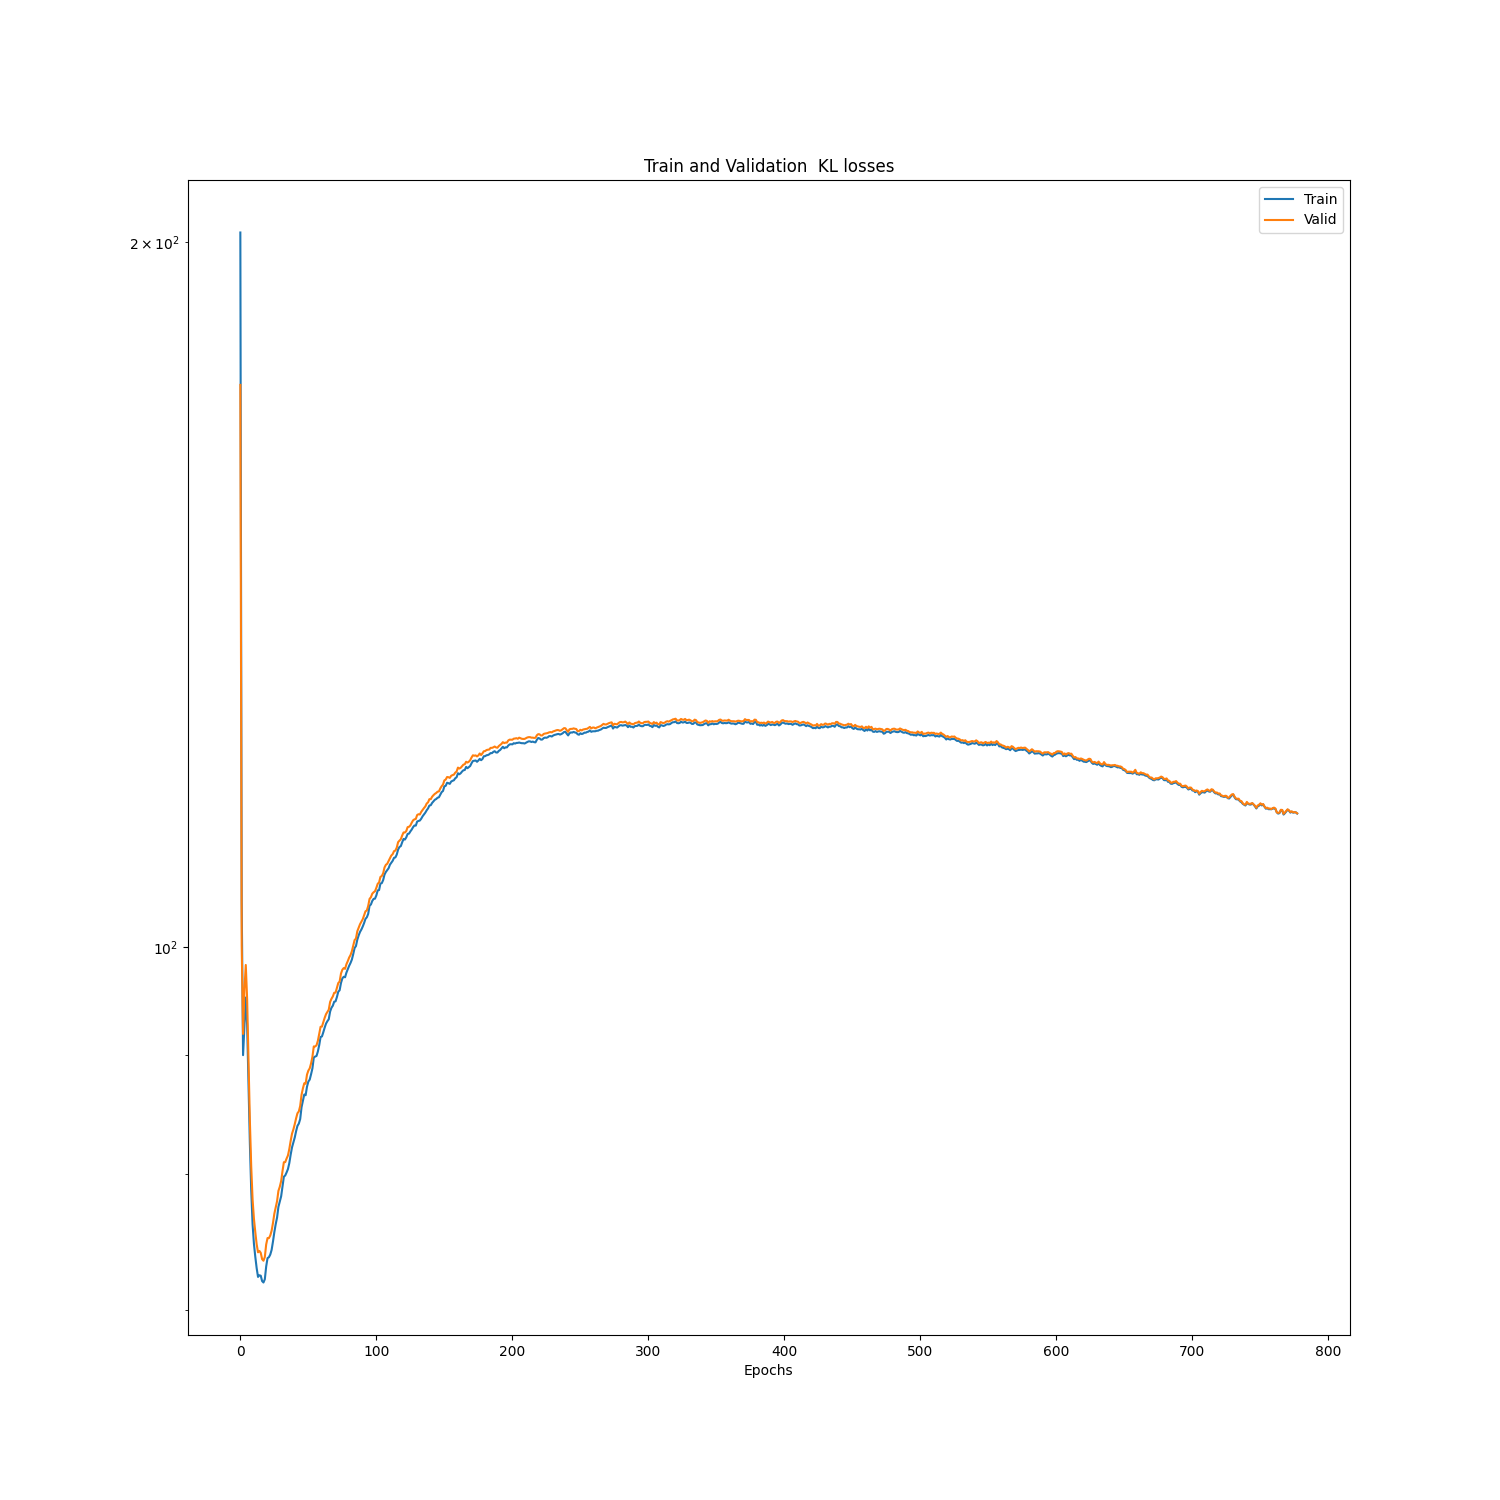 Train and Validation  KL losses
Train
Valid
2 × 10²
10²
0 100 200 300 400 500 600 700 800
Epochs